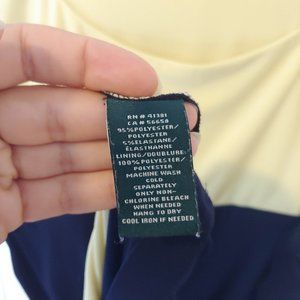 RN # 41381
CA # 56658
95%POLYESTER/
POLYESTER
5%ELASTANE/
ÉLASTHANNE
LINING/DOUBLURE:
100%POLYESTER/
POLYESTER
MACHINE WASH
COLD
SEPARATELY
ONLY NON-
CHLORINE BLEACH
WHEN NEEDED
HANG TO DRY
COOL IRON IF NEEDED